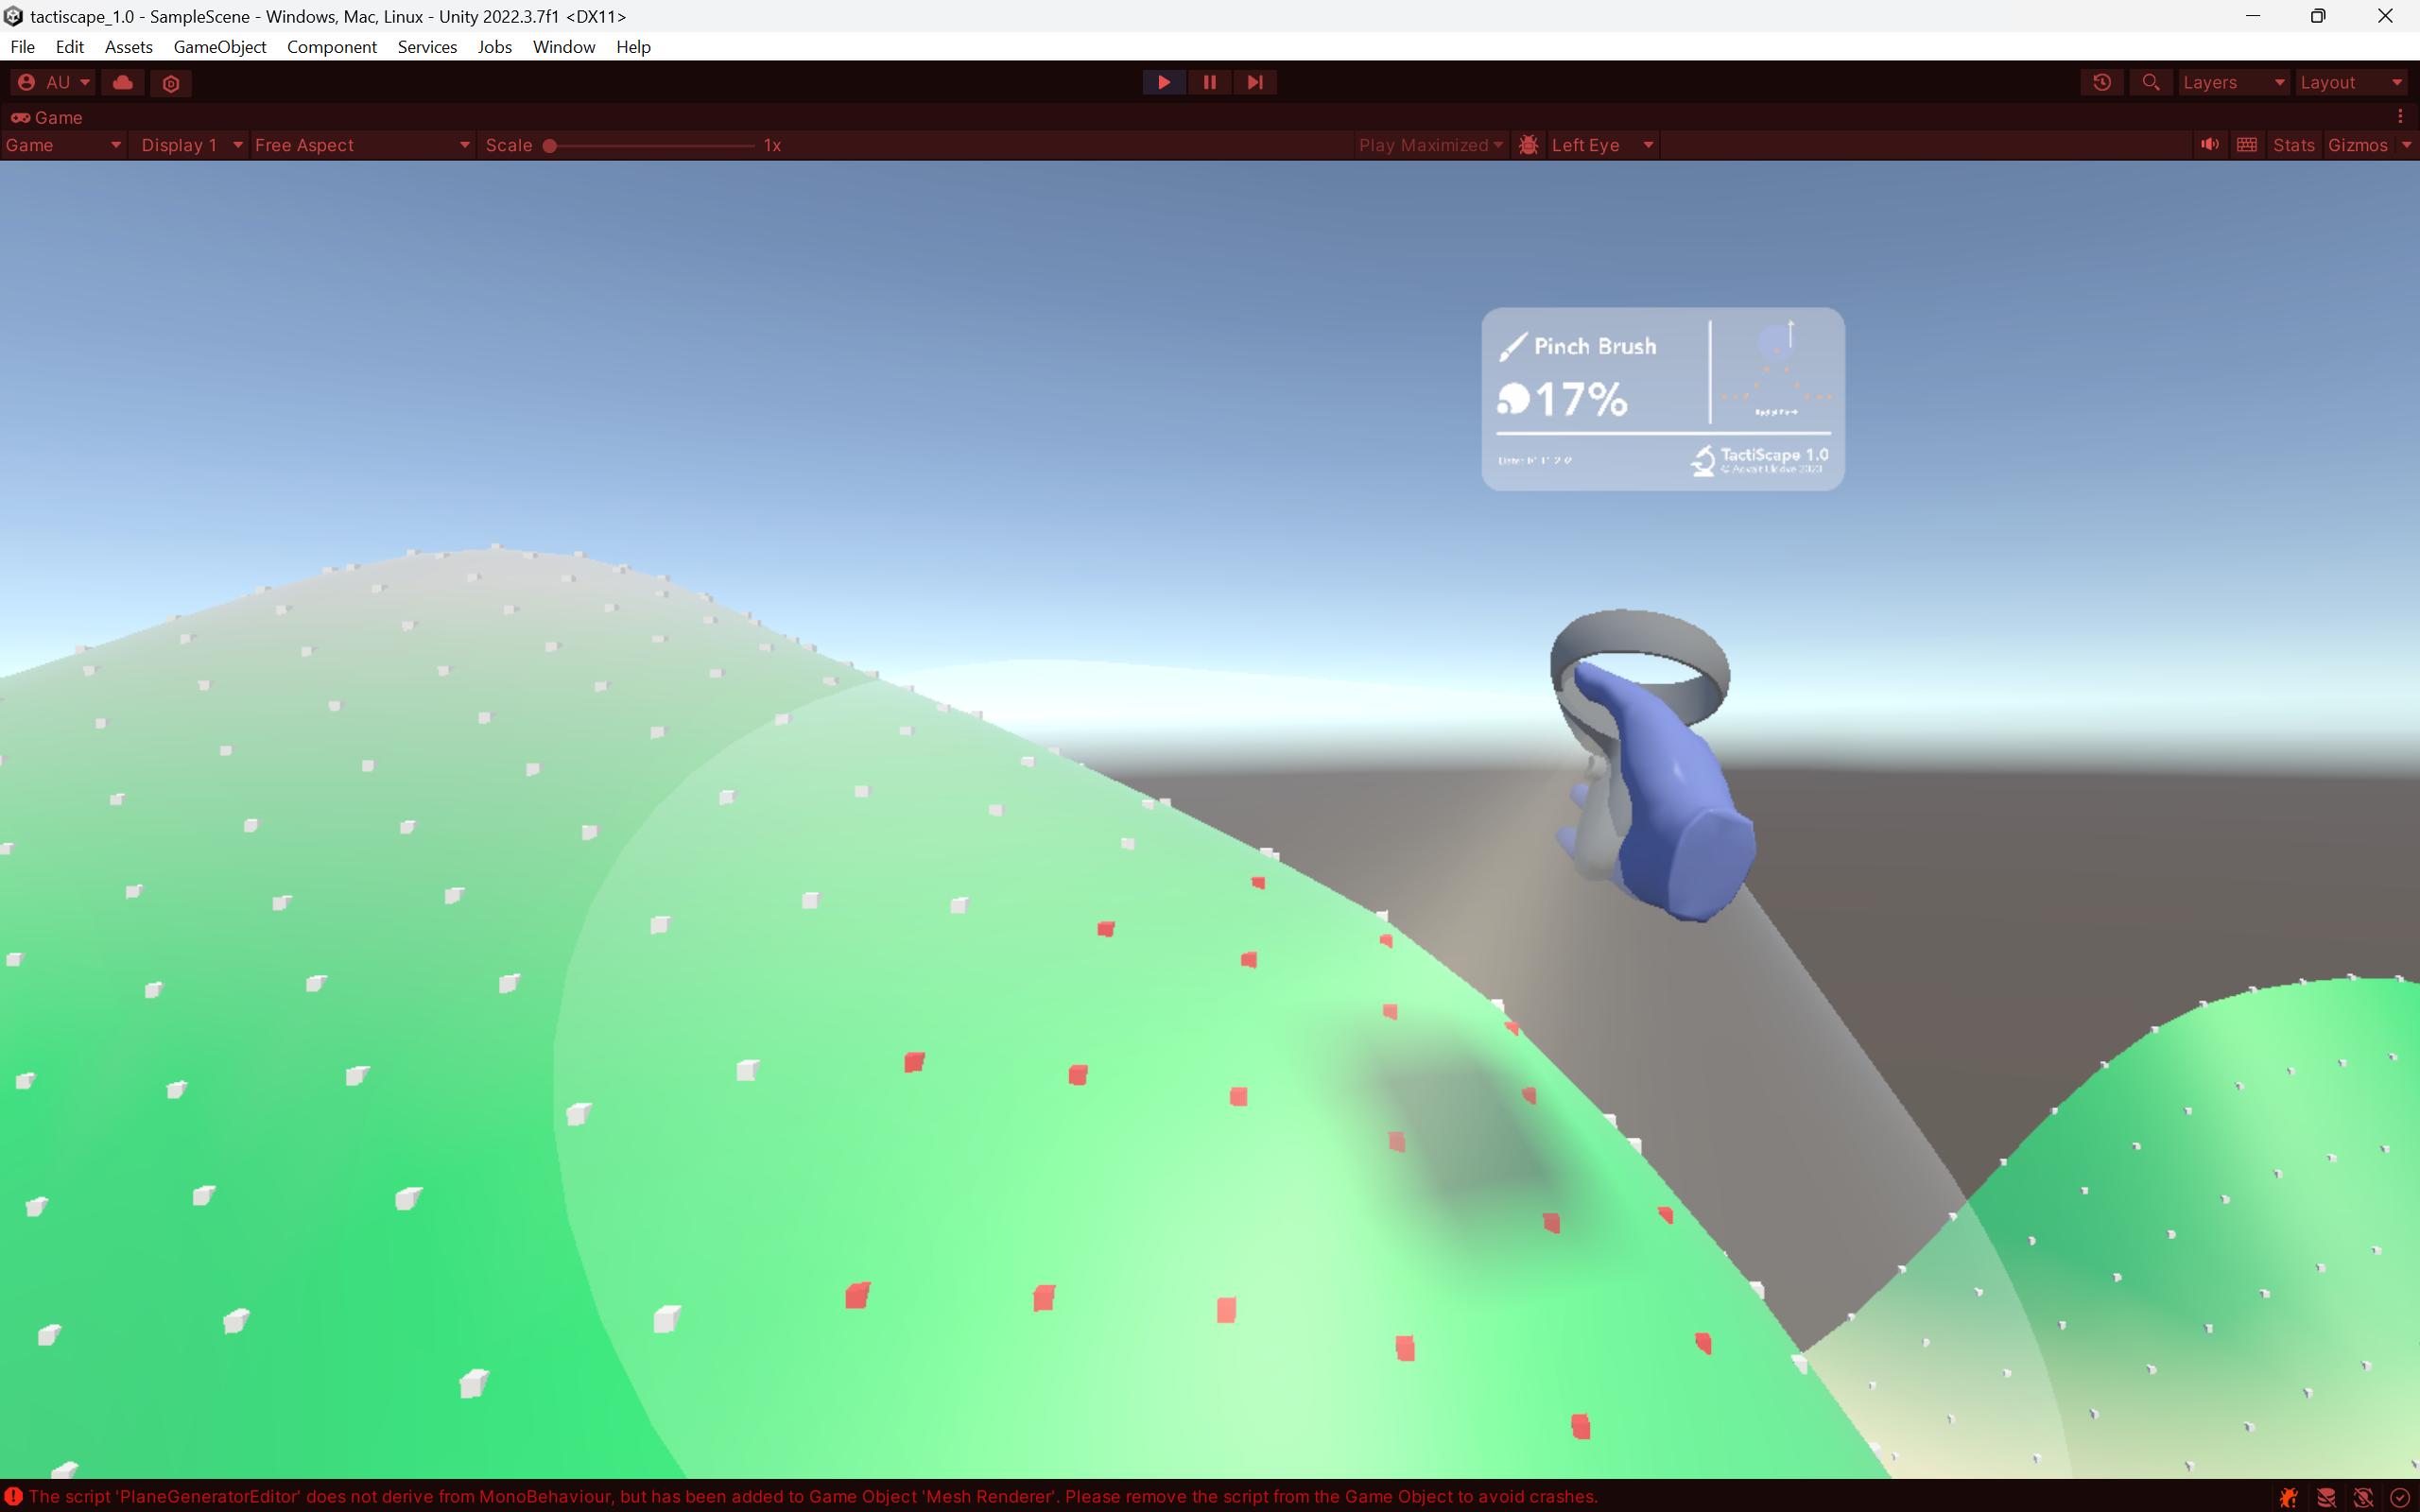 tactiscape_1.0 - SampleScene - Windows, Mac, Linux - Unity 2022.3.7f1 <DX11>
File Edit Assets GameObject Component Services Jobs Window Help
AU Layers Layout
Game
Game Display 1 Free Aspect Scale 1x Play Maximized Left Eye Stats Gizmos
Pinch Brush
17%
TactiScape 1.0
The script 'PlaneGeneratorEditor' does not derive from MonoBehaviour, but has been added to Game Object 'Mesh Renderer'. Please remove the script from the Game Object to avoid crashes.